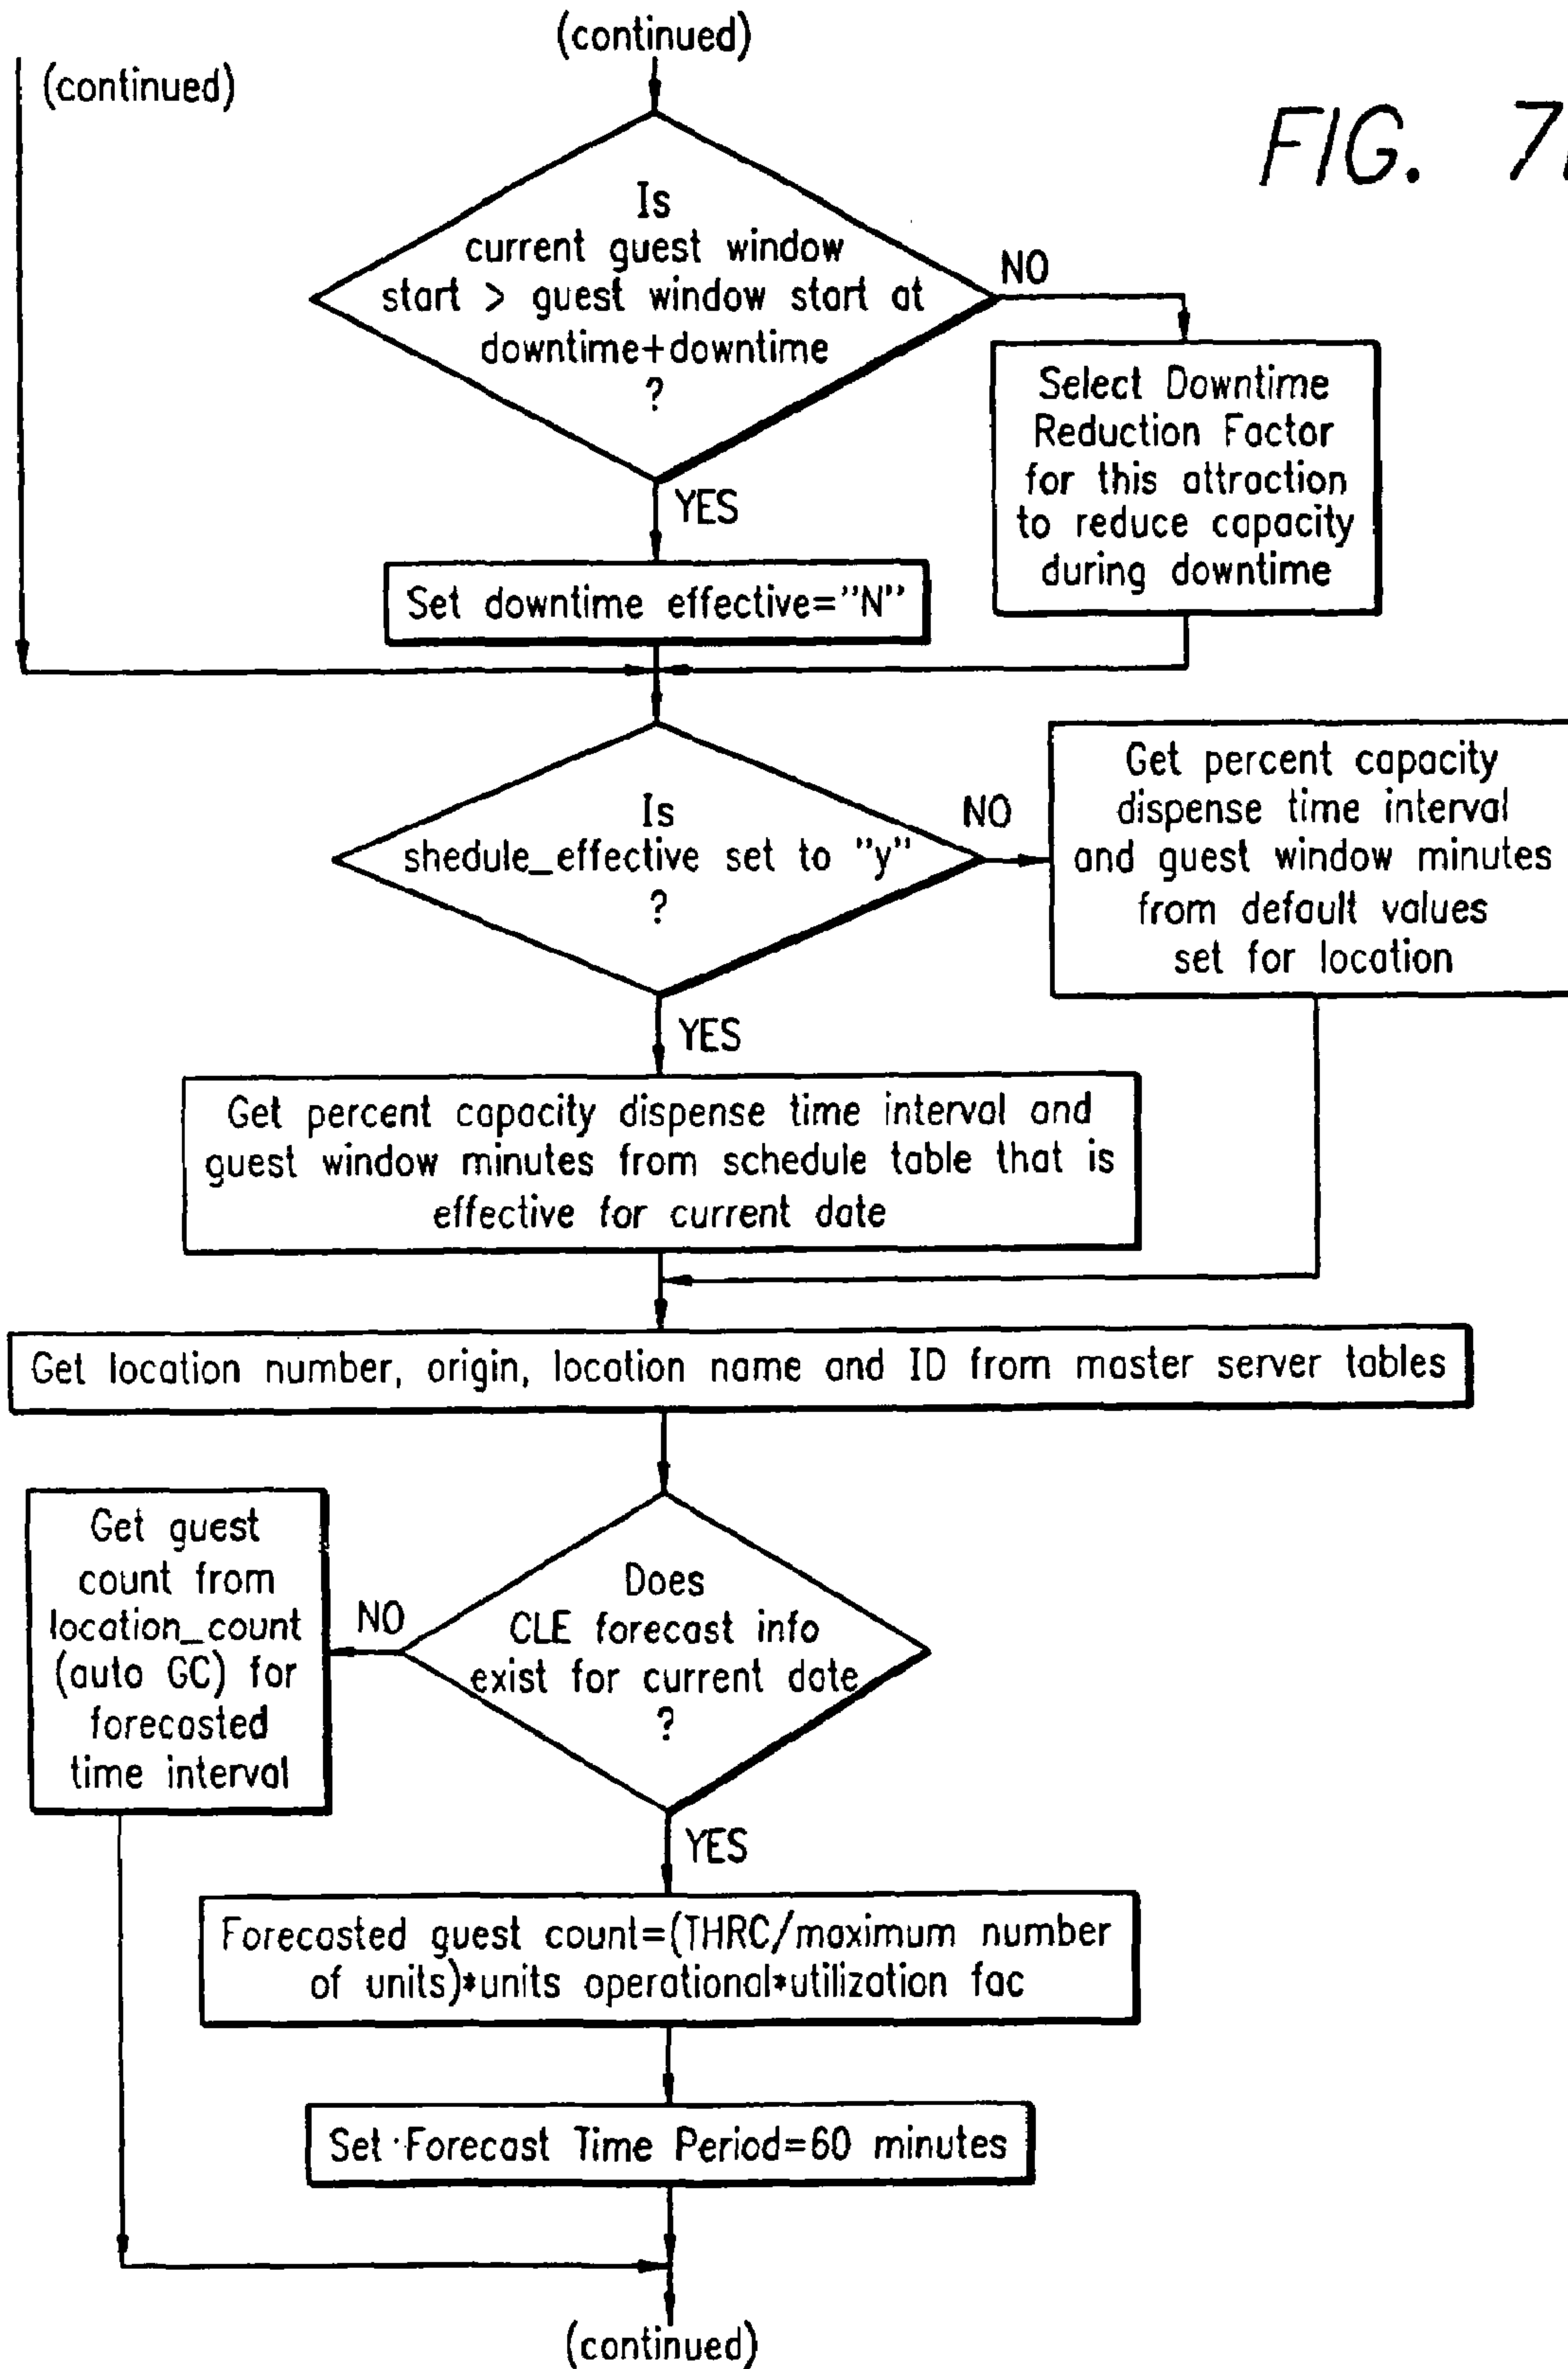 (continued)
(continued)
FIG.
Is
current guest window
start > guest window start at
downtime+downtime
?
NO
Select Downtime
Reduction Factor
for this attraction
to reduce capacity
during downtime
YES
Set downtime effective="N"
Is
shedule_effective set to "y"
?
NO
Get percent capacity
dispense time interval
and guest window minutes
from default values
set for location
YES
Get percent capacity dispense time interval and
guest window minutes from schedule table that is
effective for current date
Get location number, origin, location name and ID from master server tables
Get guest
count from
location_count
(auto GC) for
forecasted
time interval
NO
Does
CLE forecast info
exist for current date
?
YES
Forecasted guest count=(THRC/maximum number
of units)*units operational*utilization fac
Set Forecast Time Period=60 minutes
(continued)